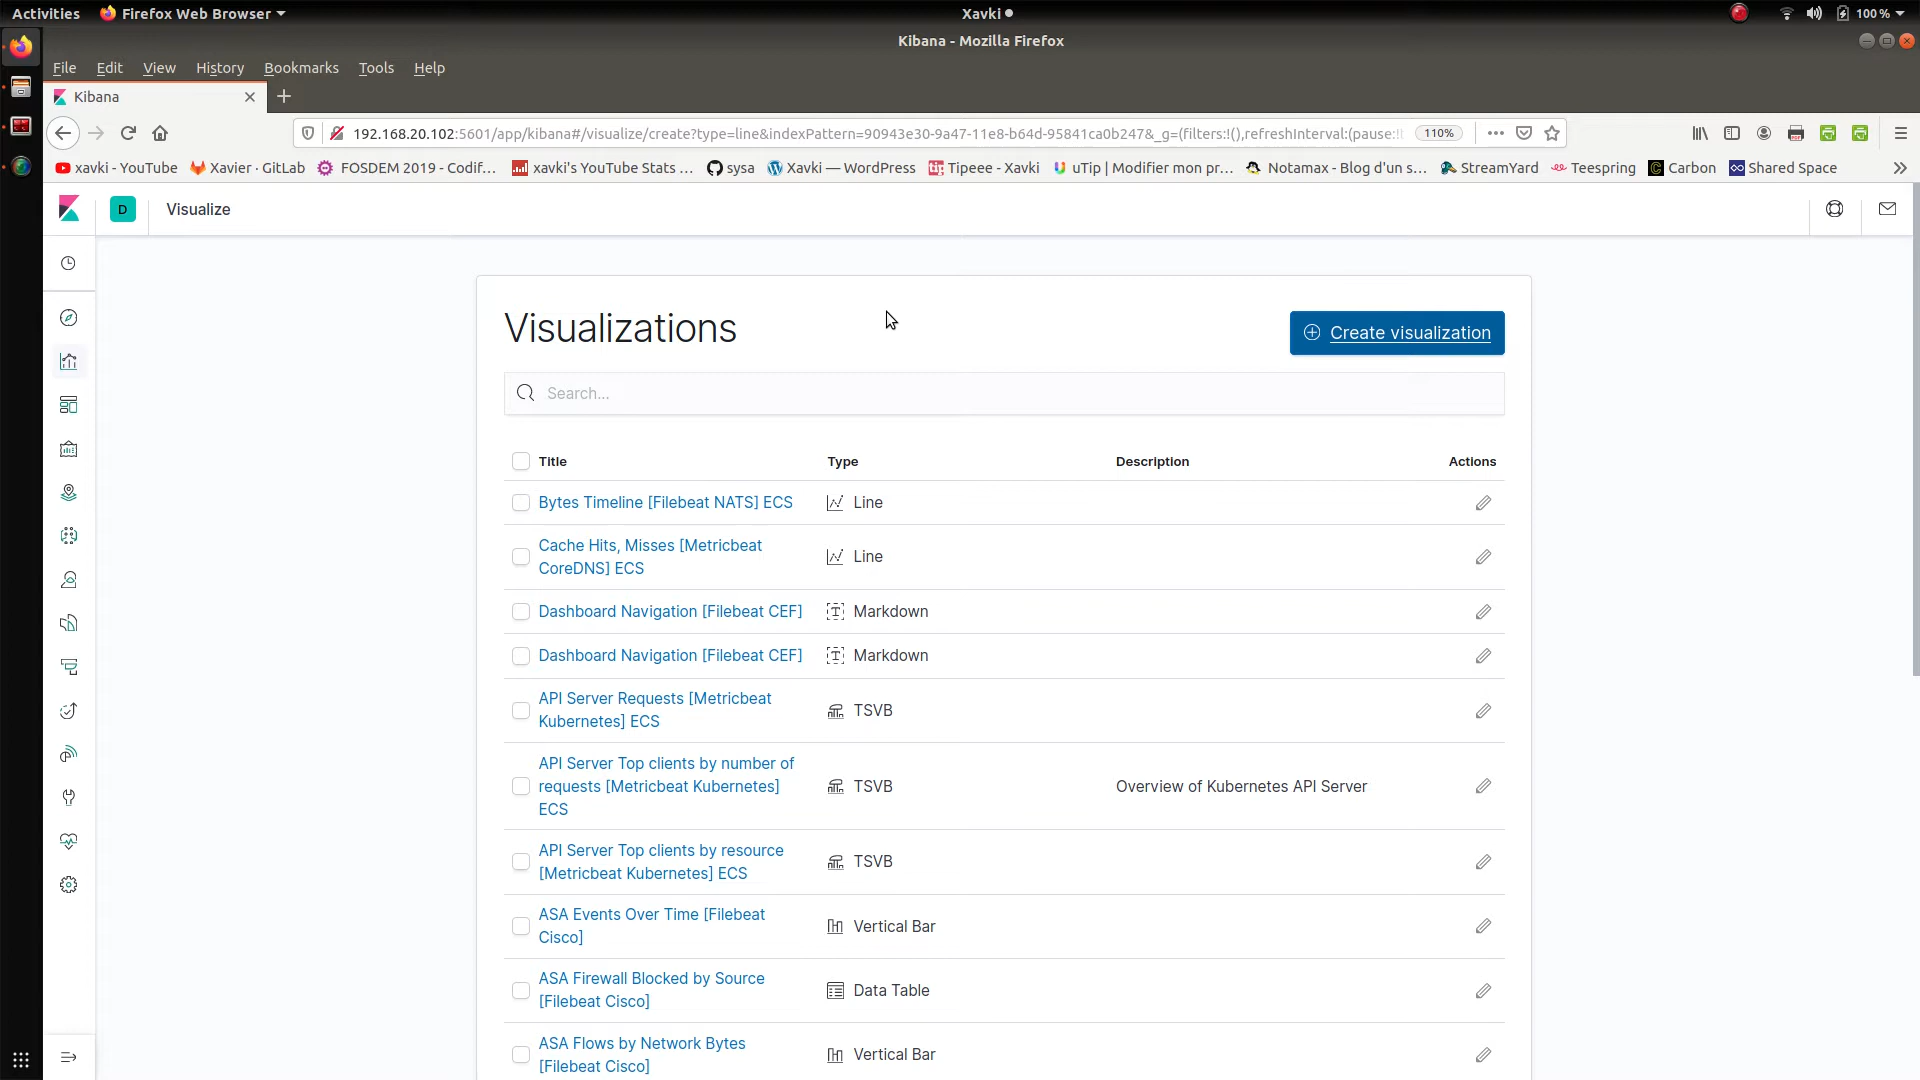 Activities
Firefox Web Browser
Xavki
100 %
Kibana - Mozilla Firefox
File Edit View History Bookmarks Tools Help
Kibana
192.168.20.102:5601/app/kibana#/visualize/create?type=line&indexPattern=90943e30-9a47-11e8-b64d-95841ca0b247&_g=(filters:!(),refreshInterval:(pause:!
110%
xavki - YouTube
Xavier · GitLab
FOSDEM 2019 - Codif…
xavki's YouTube Stats …
sysa
Xavki — WordPress
Tipeee - Xavki
uTip | Modifier mon pr…
Notamax - Blog d'un s…
StreamYard
Teespring
Carbon
Shared Space
D
Visualize
Visualizations
Create visualization
Search...
Title Type Description Actions
Bytes Timeline [Filebeat NATS] ECS
Line
Cache Hits, Misses [Metricbeat
CoreDNS] ECS
Line
Dashboard Navigation [Filebeat CEF]
Markdown
Dashboard Navigation [Filebeat CEF]
Markdown
API Server Requests [Metricbeat
Kubernetes] ECS
TSVB
API Server Top clients by number of
requests [Metricbeat Kubernetes]
ECS
TSVB
Overview of Kubernetes API Server
API Server Top clients by resource
[Metricbeat Kubernetes] ECS
TSVB
ASA Events Over Time [Filebeat
Cisco]
Vertical Bar
ASA Firewall Blocked by Source
[Filebeat Cisco]
Data Table
ASA Flows by Network Bytes
[Filebeat Cisco]
Vertical Bar